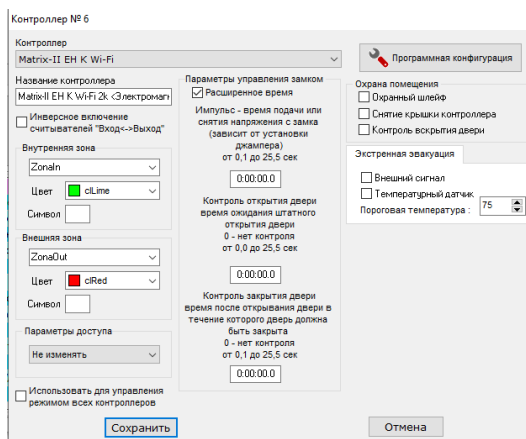 Контроллер № 6
Контроллер
Matrix-II EH K Wi-Fi
Программная конфигурация
Название контроллера
Matrix-II EH K Wi-Fi 2k <Электромагн
Инверсное включение
считывателей "Вход<->Выход"
Внутренняя зона
ZonaIn
Цвет
clLime
Символ
Внешняя зона
ZonaOut
Цвет
clRed
Символ
Параметры доступа
Не изменять
Использовать для управления
режимом всех контроллеров
Параметры управления замком
Расширенное время
Импульс - время подачи или
снятия напряжения с замка
(зависит от установки
джампера)
от 0,1 до 25,5 сек
0:00:00.0
Контроль открытия двери
время ожидания штатного
открытия двери
0 - нет контроля
от 0,0 до 25,5 сек
0:00:00.0
Контроль закрытия двери
время после открывания двери в
течение которого дверь должна
быть закрыта
0 - нет контроля
от 0,1 до 25,5 сек
0:00:00.0
Охрана помещения
Охранный шлейф
Снятие крышки контроллера
Контроль вскрытия двери
Экстренная эвакуация
Внешний сигнал
Температурный датчик
Пороговая температура :
75
Сохранить
Отмена